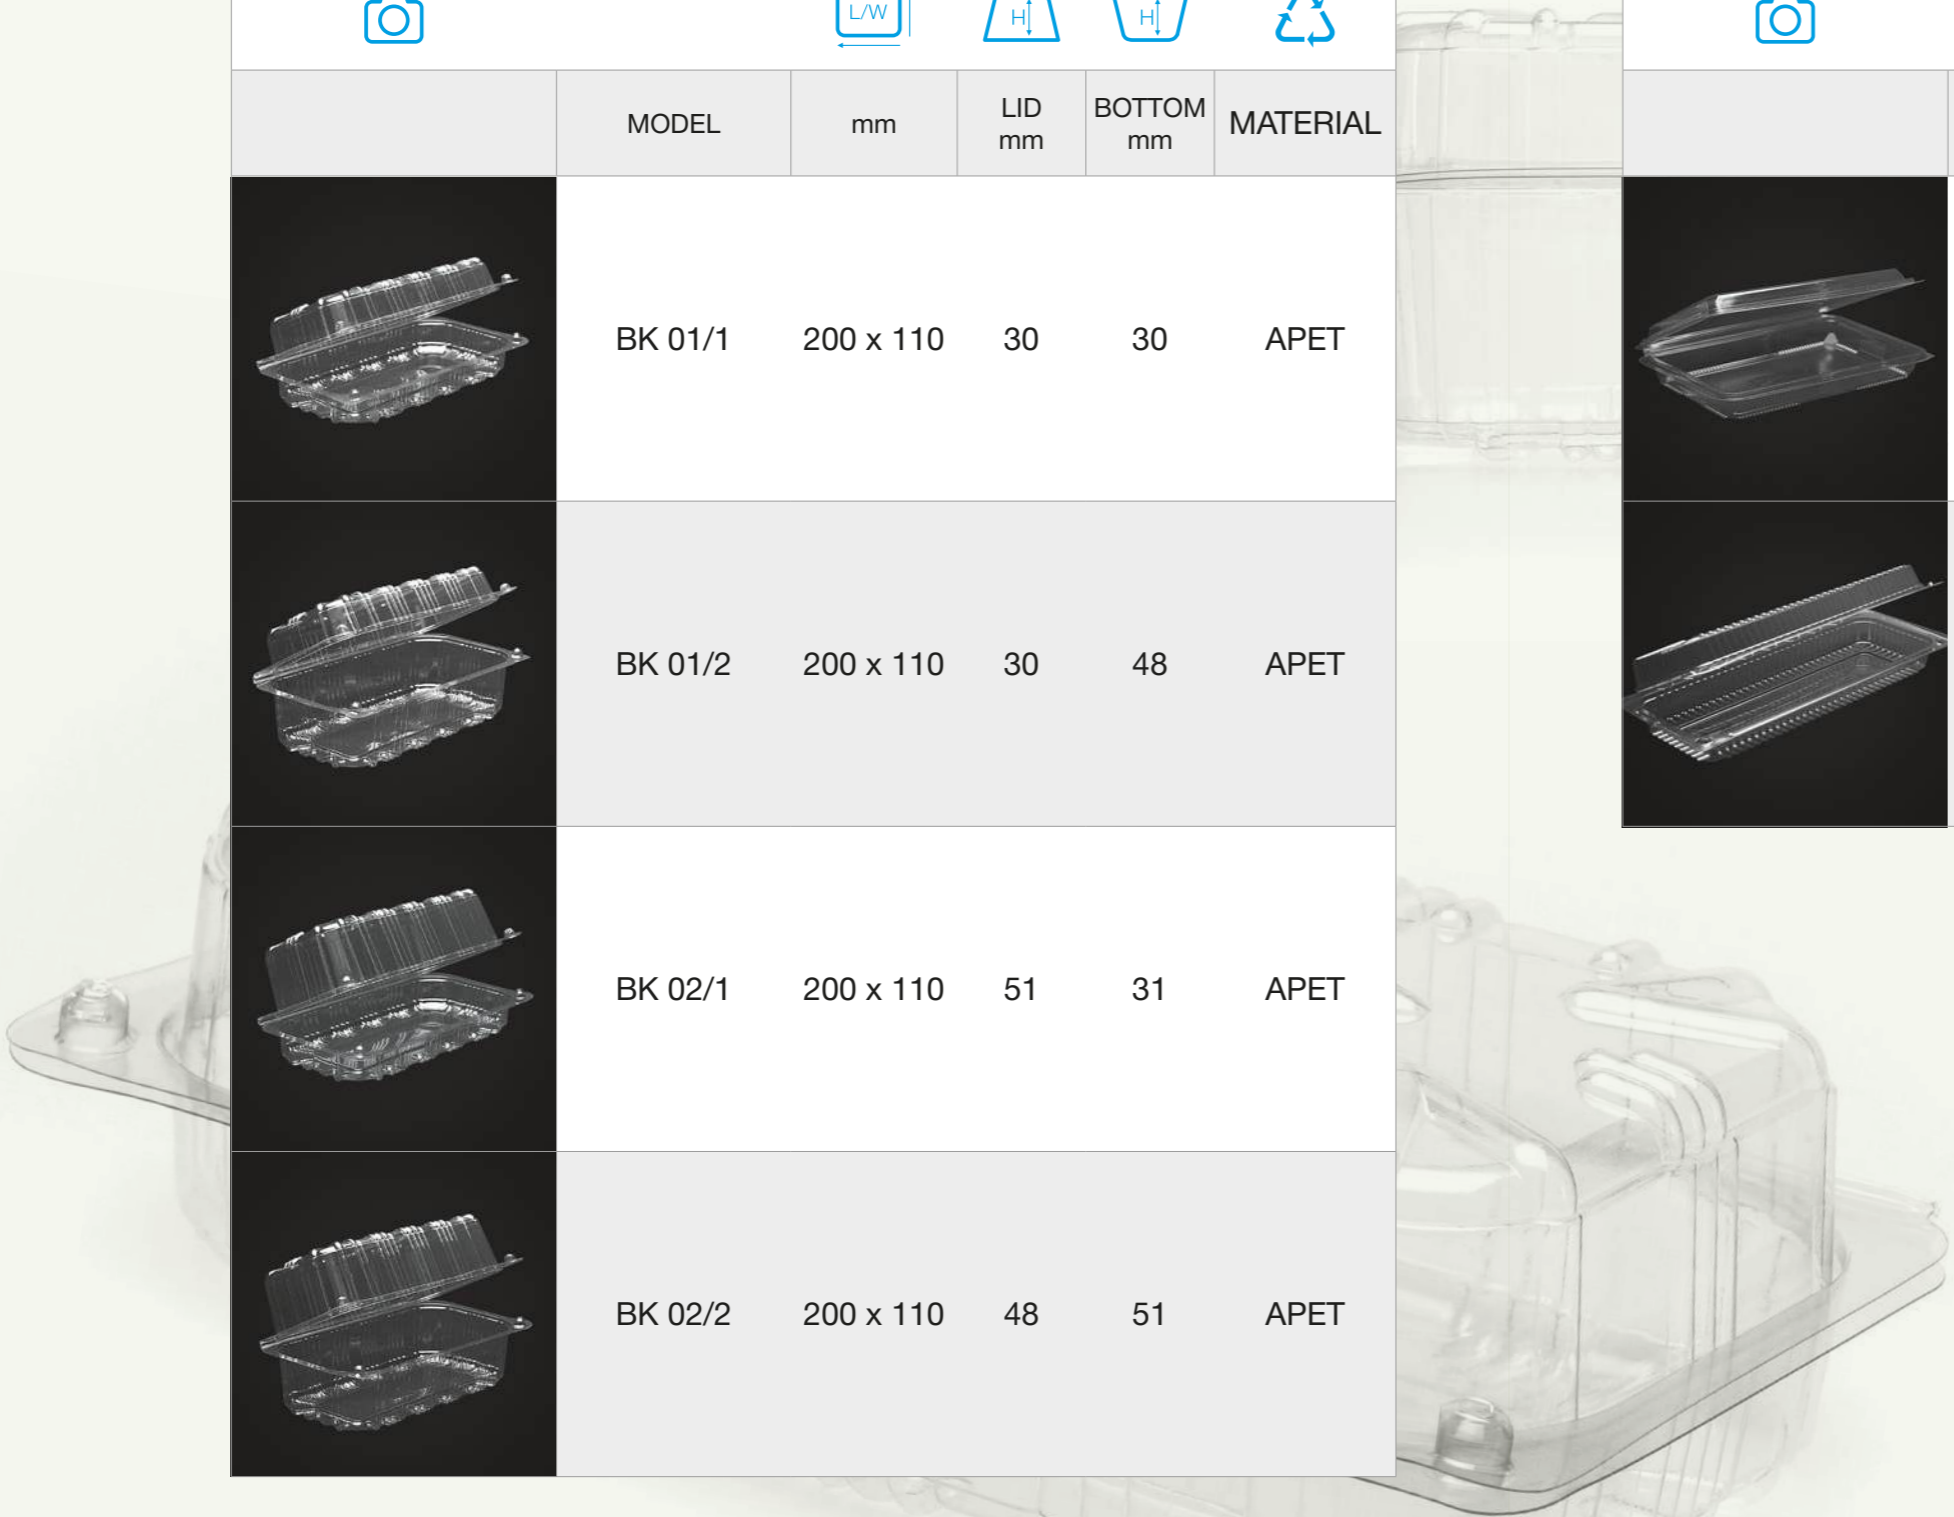 L/W H H
MODEL mm LID mm BOTTOM mm MATERIAL
BK 01/1 200 x 110 30 30 APET
BK 01/2 200 x 110 30 48 APET
BK 02/1 200 x 110 51 31 APET
BK 02/2 200 x 110 48 51 APET